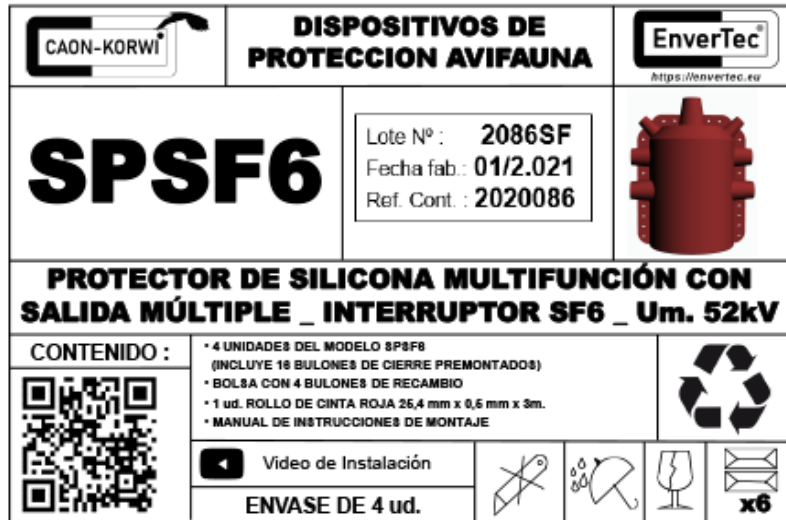 CAON-KORWI
DISPOSITIVOS DE
PROTECCION AVIFAUNA
EnverTec
https://envertec.eu
SPSF6
Lote Nº : 2086SF
Fecha fab.: 01/2.021
Ref. Cont. : 2020086
PROTECTOR DE SILICONA MULTIFUNCIÓN CON
SALIDA MÚLTIPLE _ INTERRUPTOR SF6 _ Um. 52kV
CONTENIDO :
• 4 UNIDADES DEL MODELO SPSF6
(INCLUYE 16 BULONES DE CIERRE PREMONTADOS)
• BOLSA CON 4 BULONES DE RECAMBIO
• 1 ud. ROLLO DE CINTA ROJA 25,4 mm x 0,5 mm x 3m.
• MANUAL DE INSTRUCCIONES DE MONTAJE
Video de Instalación
ENVASE DE 4 ud.
x6